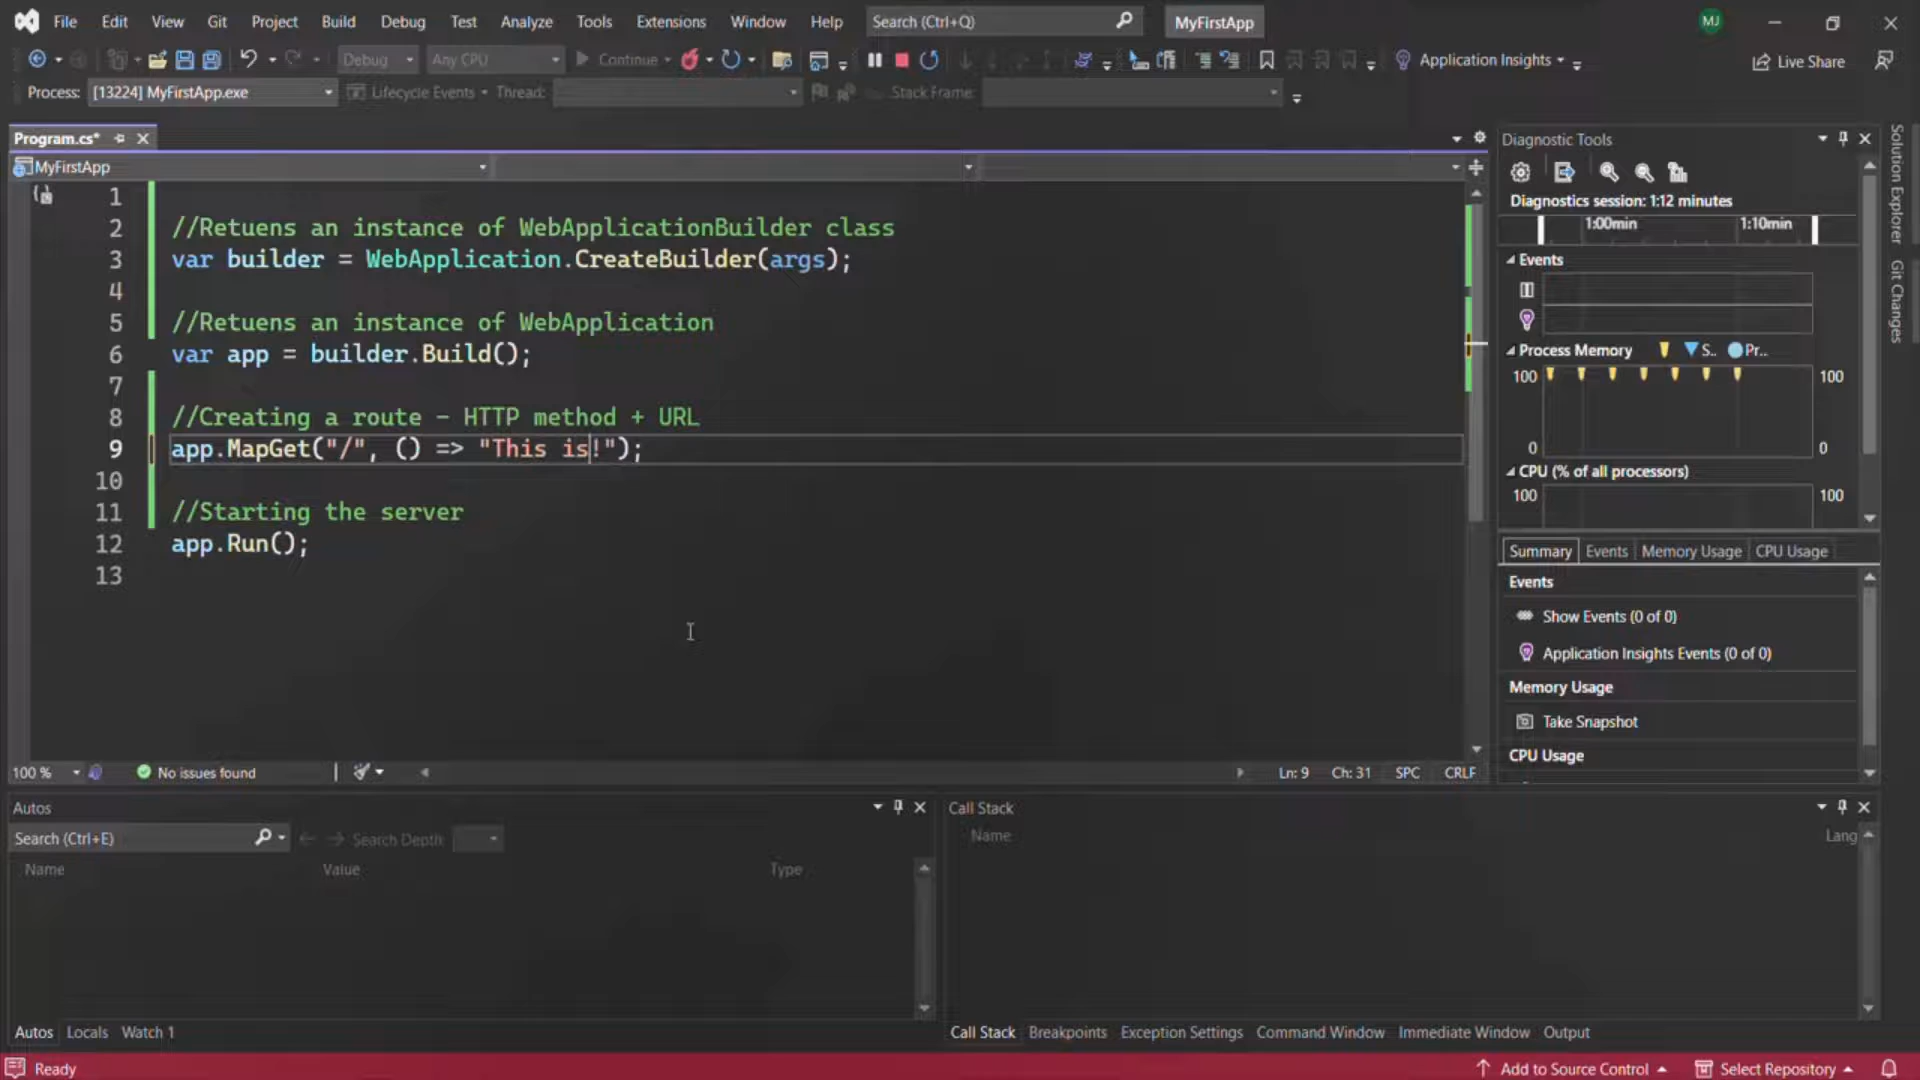 File Edit View Git Project Build Debug Test Analyze Tools Extensions Window Help Search (Ctrl+Q) MyFirstApp MJ
Debug Any CPU Continue Application Insights Live Share
Process: [13224] MyFirstApp.exe Lifecycle Events Thread: Stack Frame:
Program.cs*
MyFirstApp
1
2 //Retuens an instance of WebApplicationBuilder class
3 var builder = WebApplication.CreateBuilder(args);
4
5 //Retuens an instance of WebApplication
6 var app = builder.Build();
7
8 //Creating a route - HTTP method + URL
9 app.MapGet("/", () => "This is!");
10
11 //Starting the server
12 app.Run();
13
100 % No issues found Ln: 9 Ch: 31 SPC CRLF
Diagnostic Tools
Diagnostics session: 1:12 minutes
1:00min 1:10min
Events
Process Memory S.. Pr...
100 100
0 0
CPU (% of all processors)
100 100
Summary Events Memory Usage CPU Usage
Events
Show Events (0 of 0)
Application Insights Events (0 of 0)
Memory Usage
Take Snapshot
CPU Usage
Solution Explorer
Git Changes
Autos
Search (Ctrl+E) Search Depth:
Name Value Type
Autos Locals Watch 1
Call Stack
Name Lang
Call Stack Breakpoints Exception Settings Command Window Immediate Window Output
Ready Add to Source Control Select Repository